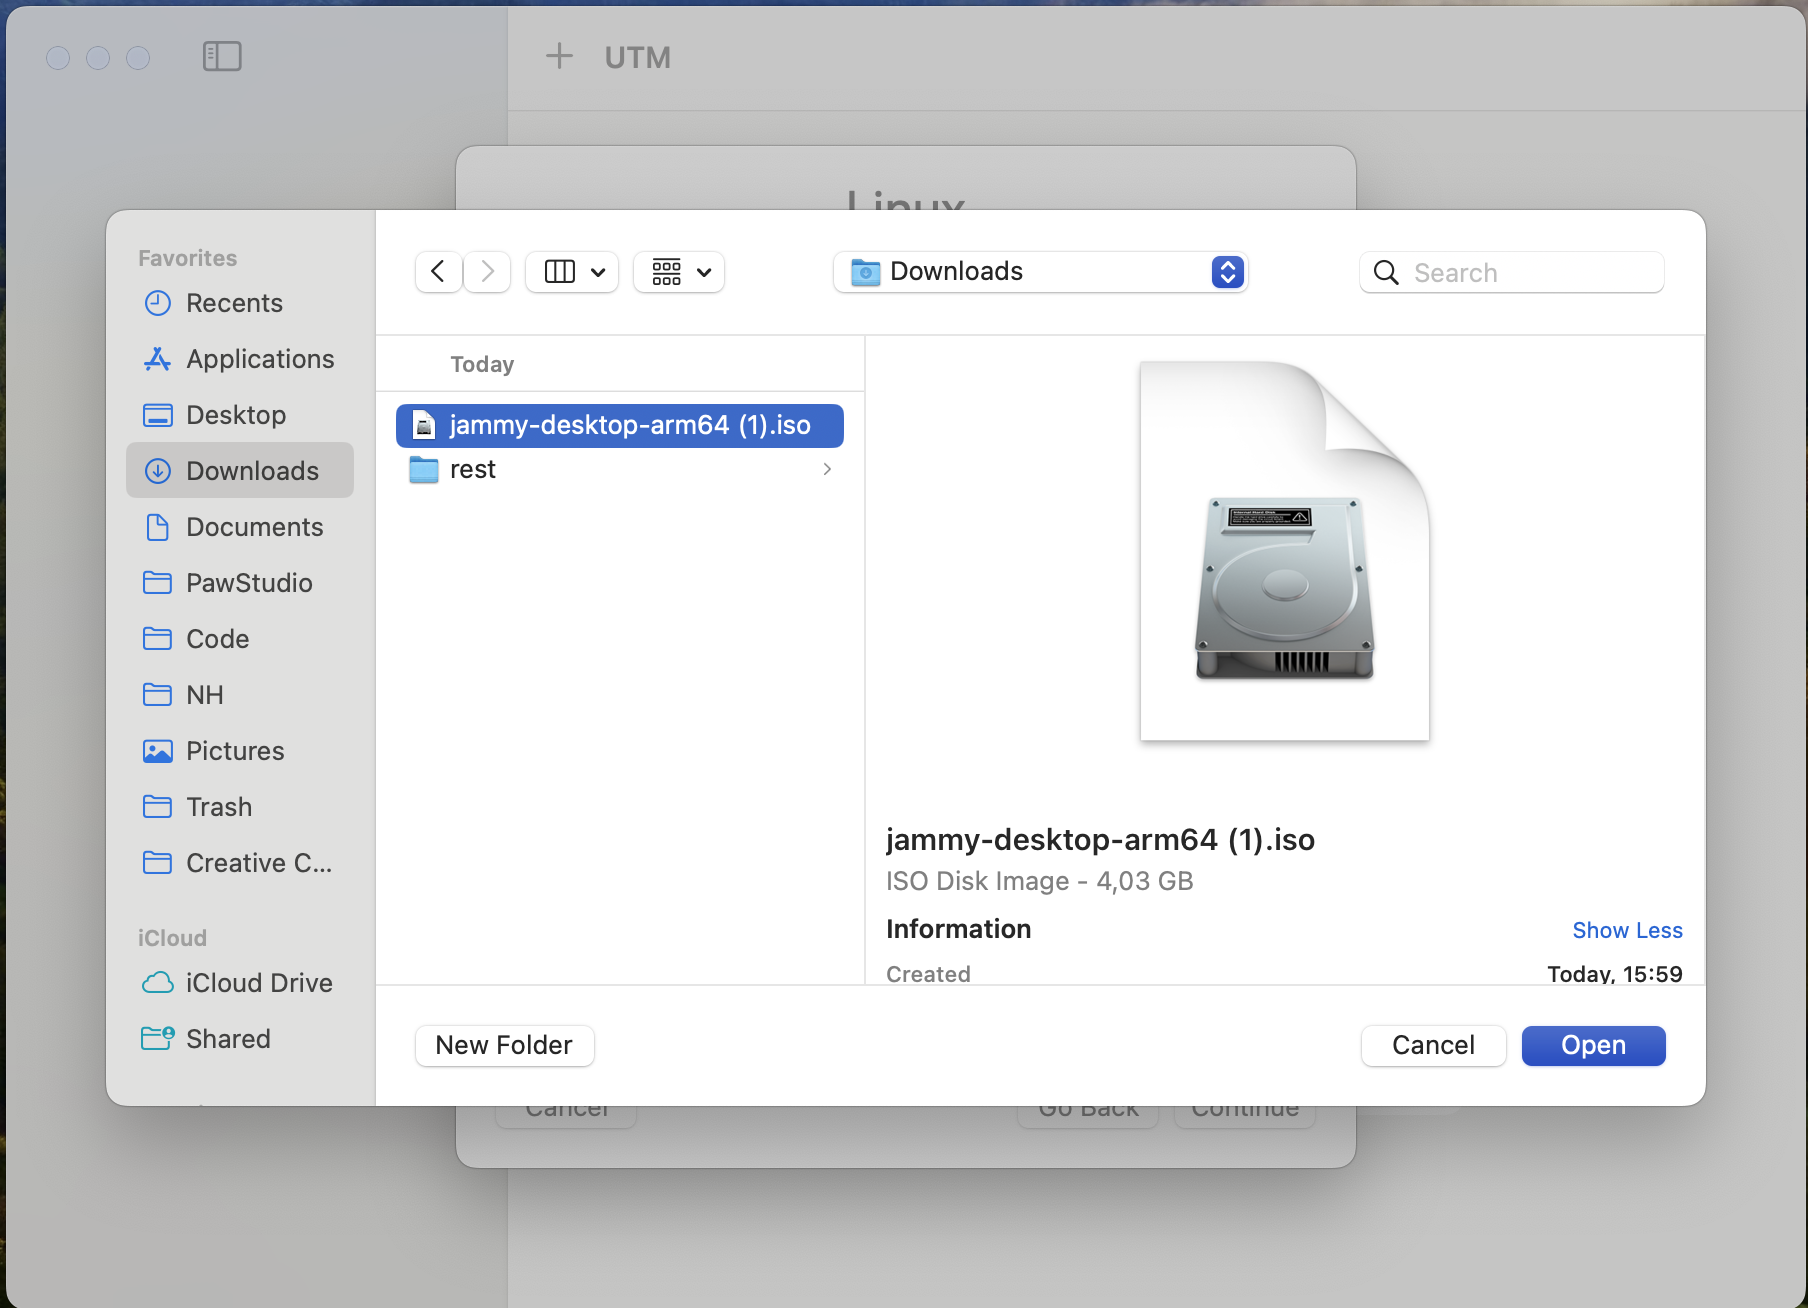 UTM
Linux
Favorites
Recents
Applications
Desktop
Downloads
Documents
PawStudio
Code
NH
Pictures
Trash
Creative C...
iCloud
iCloud Drive
Shared
Downloads
Search
Today
jammy-desktop-arm64 (1).iso
rest
jammy-desktop-arm64 (1).iso
ISO Disk Image - 4,03 GB
Information
Show Less
Created
Today, 15:59
New Folder
Cancel
Open
Cancel
Go Back
Continue